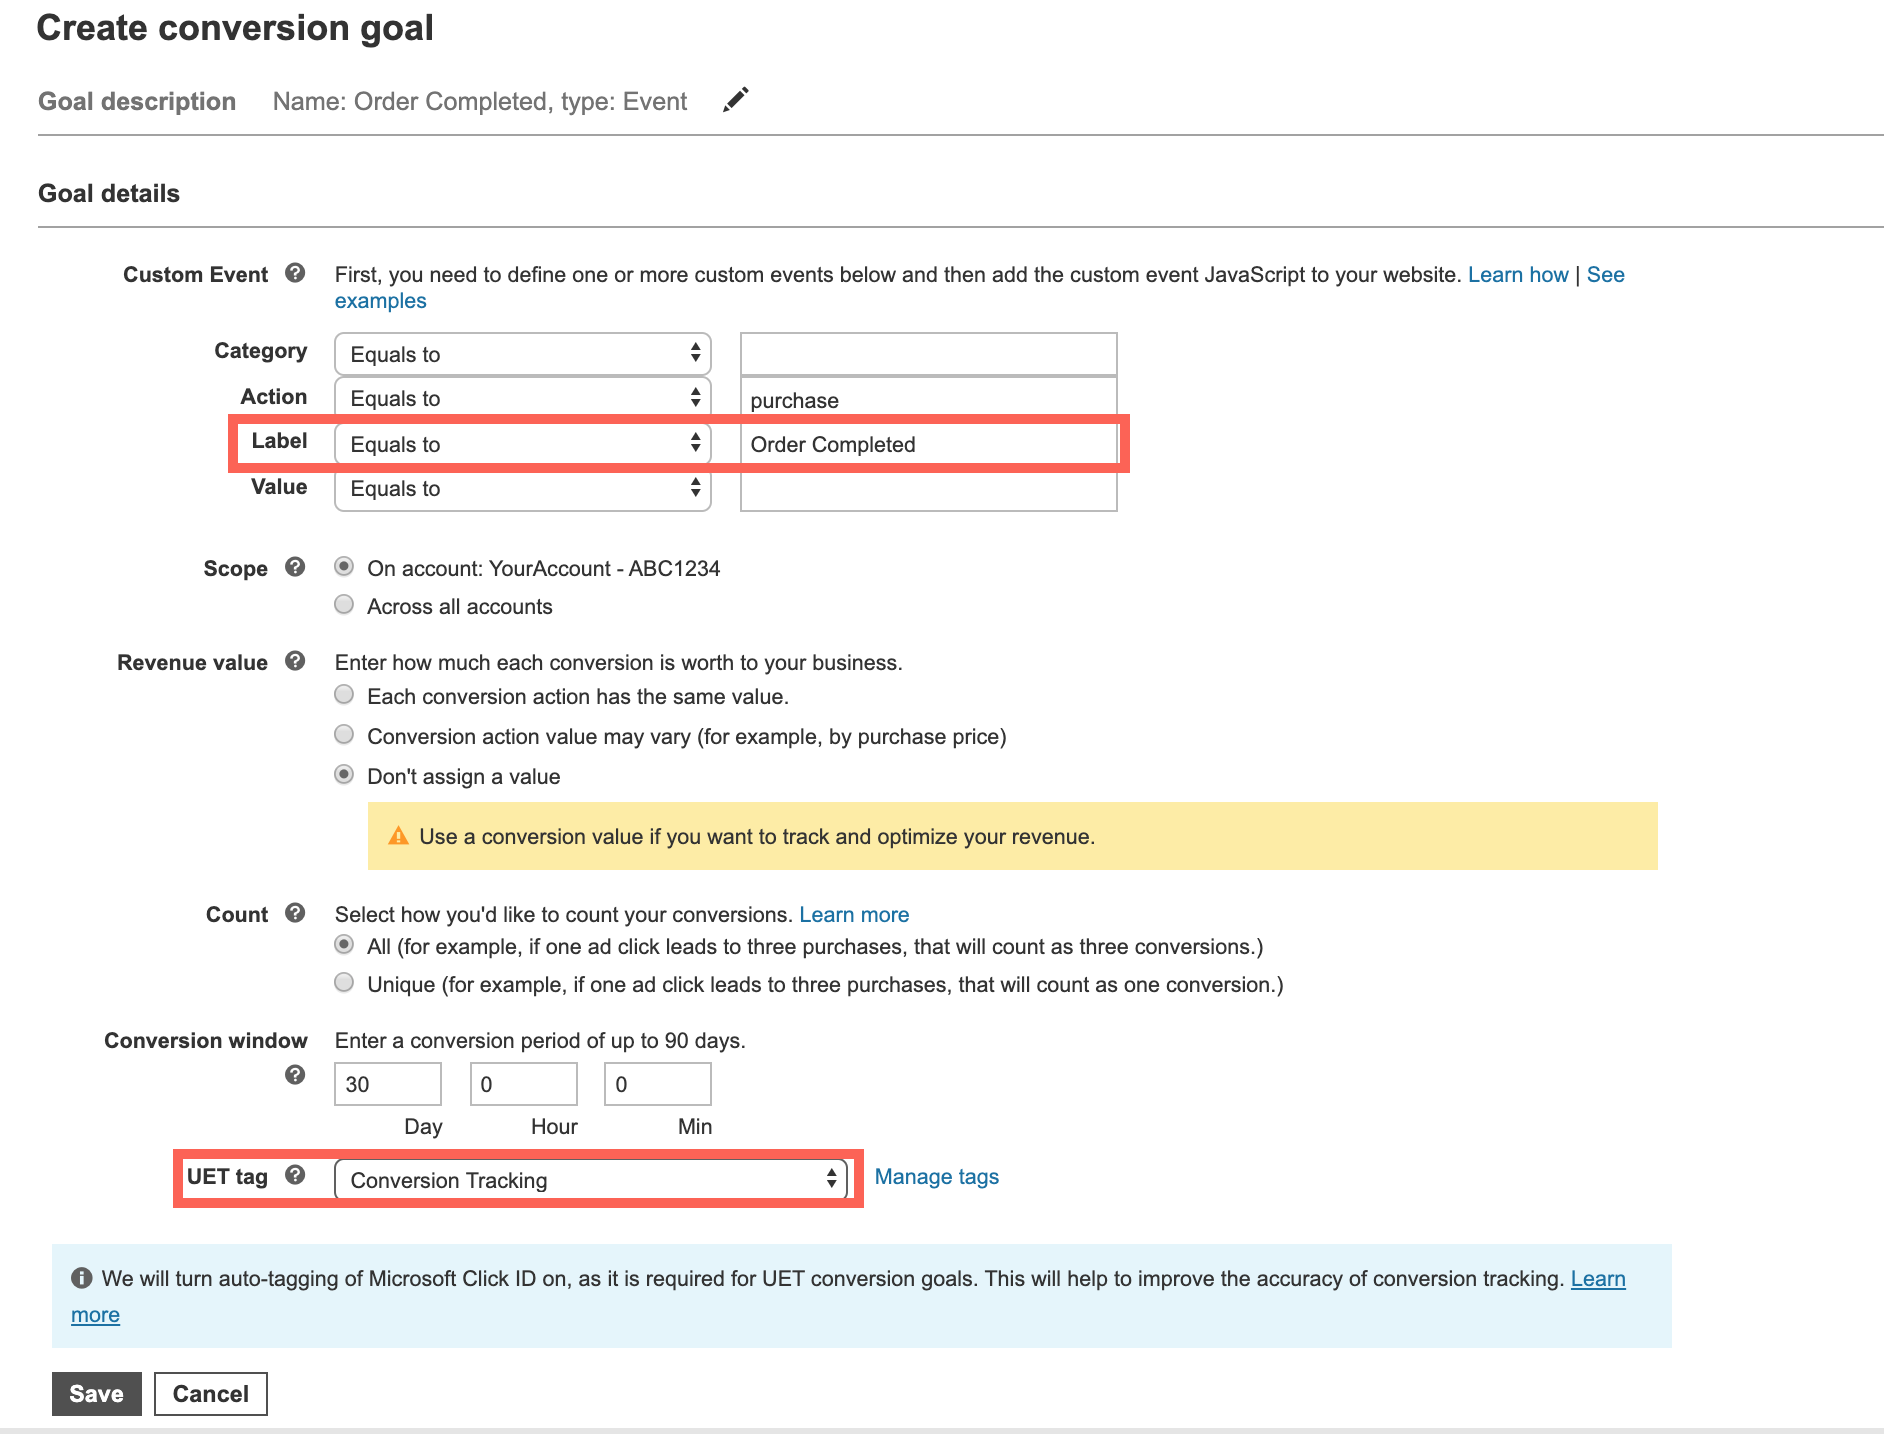 Create conversion goal
Goal description Name: Order Completed, type: Event
Goal details
Custom Event First, you need to define one or more custom events below and then add the custom event JavaScript to your website. Learn how | See
examples
Category Equals to
Action Equals to purchase
Label Equals to Order Completed
Value Equals to
Scope On account: YourAccount - ABC1234
Across all accounts
Revenue value Enter how much each conversion is worth to your business.
Each conversion action has the same value.
Conversion action value may vary (for example, by purchase price)
Don't assign a value
Use a conversion value if you want to track and optimize your revenue.
Count Select how you'd like to count your conversions. Learn more
All (for example, if one ad click leads to three purchases, that will count as three conversions.)
Unique (for example, if one ad click leads to three purchases, that will count as one conversion.)
Conversion window Enter a conversion period of up to 90 days.
30 0 0
Day Hour Min
UET tag Conversion Tracking Manage tags
We will turn auto-tagging of Microsoft Click ID on, as it is required for UET conversion goals. This will help to improve the accuracy of conversion tracking. Learn
more
Save Cancel